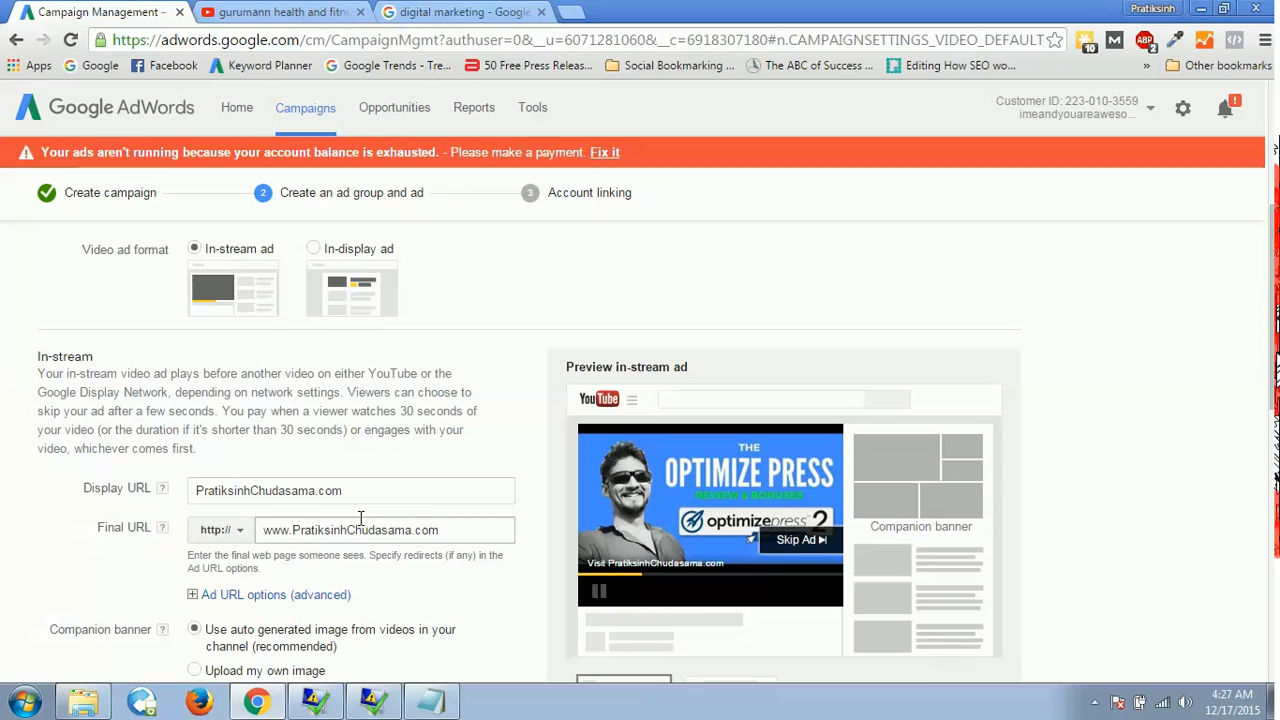 Campaign Management –
gurumann health and fitne
digital marketing - Google
Pratiksinh
https://adwords.google.com/cm/CampaignMgmt?authuser=0&__u=6071281060&__c=6918307180#n.CAMPAIGNSETTINGS_VIDEO_DEFAULT
10
2
Apps
Google
Facebook
Keyword Planner
Google Trends - Tre...
50 Free Press Releas...
Social Bookmarking ...
The ABC of Success ...
Editing How SEO wo...
»
Other bookmarks
Google AdWords
Home
Campaigns
Opportunities
Reports
Tools
Customer ID: 223-010-3559
imeandyouareaweso...
Your ads aren't running because your account balance is exhausted. - Please make a payment. Fix it
Create campaign
2 Create an ad group and ad
3 Account linking
Video ad format
In-stream ad
In-display ad
In-stream
Your in-stream video ad plays before another video on either YouTube or the
Google Display Network, depending on network settings. Viewers can choose to
skip your ad after a few seconds. You pay when a viewer watches 30 seconds of
your video (or the duration if it's shorter than 30 seconds) or engages with your
video, whichever comes first.
Display URL ?
PratiksinhChudasama.com
Final URL ?
http://
www.PratiksinhChudasama.com
Enter the final web page someone sees. Specify redirects (if any) in the
Ad URL options.
Ad URL options (advanced)
Companion banner ?
Use auto generated image from videos in your
channel (recommended)
Upload my own image
Preview in-stream ad
YouTube
THE
OPTIMIZE PRESS
REVIEW & BONUSES
optimizepress 2
Skip Ad
Visit PratiksinhChudasama.com
Companion banner
4:27 AM
12/17/2015